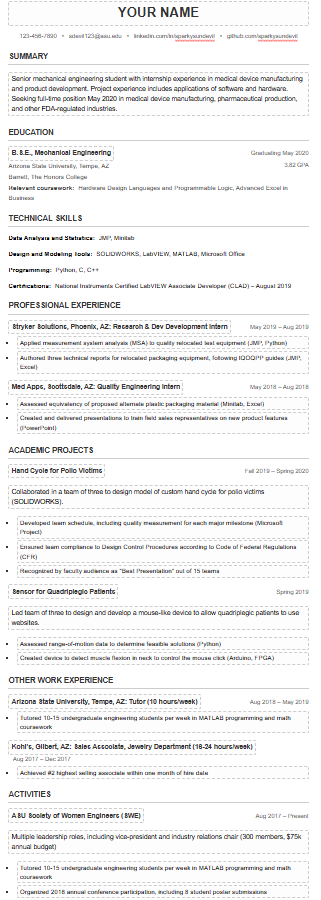 YOUR NAME
123-456-7890 • sdevil123@asu.edu • linkedin.com/in/sparkysundevil • github.com/sparkysundevil
SUMMARY
Senior mechanical engineering student with internship experience in medical device manufacturing
and product development. Project experience includes applications of software and hardware.
Seeking full-time position May 2020 in medical device manufacturing, pharmaceutical production,
and other FDA-regulated industries.
EDUCATION
B.S.E., Mechanical Engineering Graduating May 2020
Arizona State University, Tempe, AZ 3.82 GPA
Barrett, The Honors College
Relevant coursework: Hardware Design Languages and Programmable Logic, Advanced Excel in
Business
TECHNICAL SKILLS
Data Analysis and Statistics: JMP, Minitab
Design and Modeling Tools: SOLIDWORKS, LabVIEW, MATLAB, Microsoft Office
Programming: Python, C, C++
Certifications: National Instruments Certified LabVIEW Associate Developer (CLAD) – August 2019
PROFESSIONAL EXPERIENCE
Stryker Solutions, Phoenix, AZ: Research & Dev Development Intern May 2019 – Aug 2019
• Applied measurement system analysis (MSA) to quality relocated test equipment (JMP, Python)
• Authored three technical reports for relocated packaging equipment, following IQOQPP guides (JMP,
Excel)
Med Apps, Scottsdale, AZ: Quality Engineering Intern May 2018 – Aug 2018
• Assessed equivalency of proposed alternate plastic packaging material (Minitab, Excel)
• Created and delivered presentations to train field sales representatives on new product features
(PowerPoint)
ACADEMIC PROJECTS
Hand Cycle for Polio Victims Fall 2019 – Spring 2020
Collaborated in a team of three to design model of custom hand cycle for polio victims
(SOLIDWORKS).
• Developed team schedule, including quality measurement for each major milestone (Microsoft
Project)
• Ensured team compliance to Design Control Procedures according to Code of Federal Regulations
(CFR)
• Recognized by faculty audience as "Best Presentation" out of 15 teams
Sensor for Quadriplegic Patients Spring 2019
Led team of three to design and develop a mouse-like device to allow quadriplegic patients to use
websites.
• Assessed range-of-motion data to determine feasible solutions (Python)
• Created device to detect muscle flexion in neck to control the mouse click (Arduino, FPGA)
OTHER WORK EXPERIENCE
Arizona State University, Tempe, AZ: Tutor (10 hours/week) Aug 2018 – May 2019
• Tutored 10-15 undergraduate engineering students per week in MATLAB programming and math
coursework
Kohl's, Gilbert, AZ: Sales Associate, Jewelry Department (16-24 hours/week)
Aug 2017 – Dec 2017
• Achieved #2 highest selling associate within one month of hire date
ACTIVITIES
ASU Society of Women Engineers (SWE) Aug 2017 – Present
Multiple leadership roles, including vice-president and industry relations chair (300 members, $75k
annual budget)
• Tutored 10-15 undergraduate engineering students per week in MATLAB programming and math
coursework
• Organized 2018 annual conference participation, including 8 student poster submissions